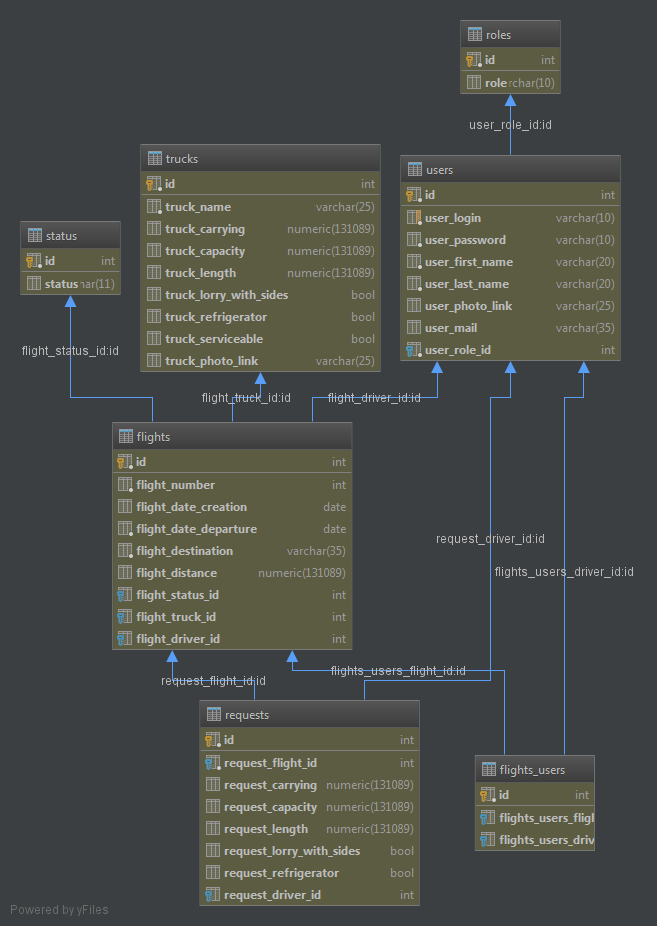 roles
id int
role rchar(10)
user_role_id:id
trucks
id int
truck_name varchar(25)
truck_carrying numeric(131089)
truck_capacity numeric(131089)
truck_length numeric(131089)
truck_lorry_with_sides bool
truck_refrigerator bool
truck_serviceable bool
truck_photo_link varchar(25)
users
id int
user_login varchar(10)
user_password varchar(10)
user_first_name varchar(20)
user_last_name varchar(20)
user_photo_link varchar(25)
user_mail varchar(35)
user_role_id int
status
id int
status har(11)
flight_status_id:id
flight_truck_id:id
flight_driver_id:id
flights
id int
flight_number int
flight_date_creation date
flight_date_departure date
flight_destination varchar(35)
flight_distance numeric(131089)
flight_status_id int
flight_truck_id int
flight_driver_id int
request_driver_id:id
flights_users_driver_id:id
request_flight_id:id
flights_users_flight_id:id
requests
id int
request_flight_id int
request_carrying numeric(131089)
request_capacity numeric(131089)
request_length numeric(131089)
request_lorry_with_sides bool
request_refrigerator bool
request_driver_id int
flights_users
id int
flights_users_fligh
flights_users_driv
Powered by yFiles